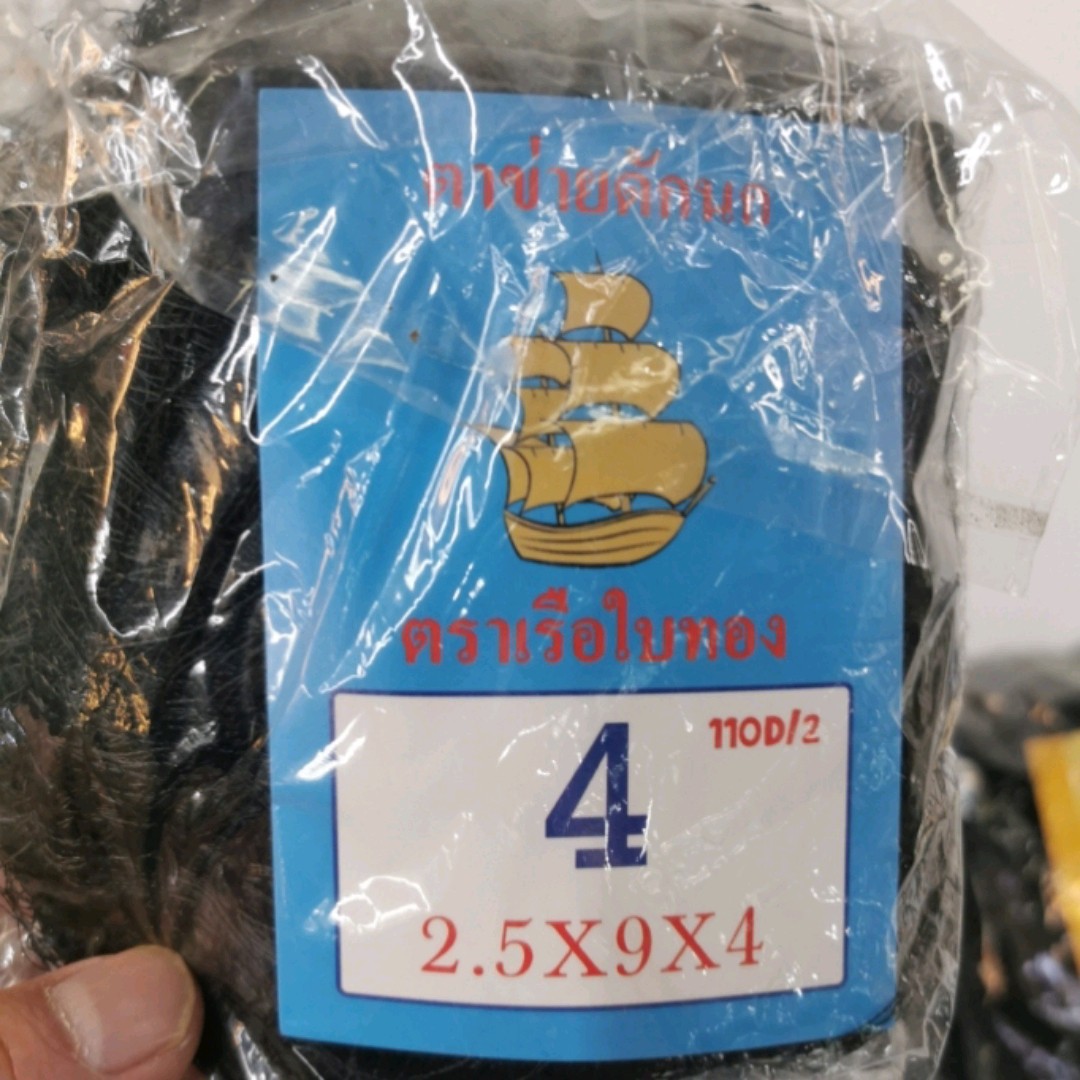 ตาข่ายดักนก
ตราเรือใบทอง
110D/2
4
2.5X9X4